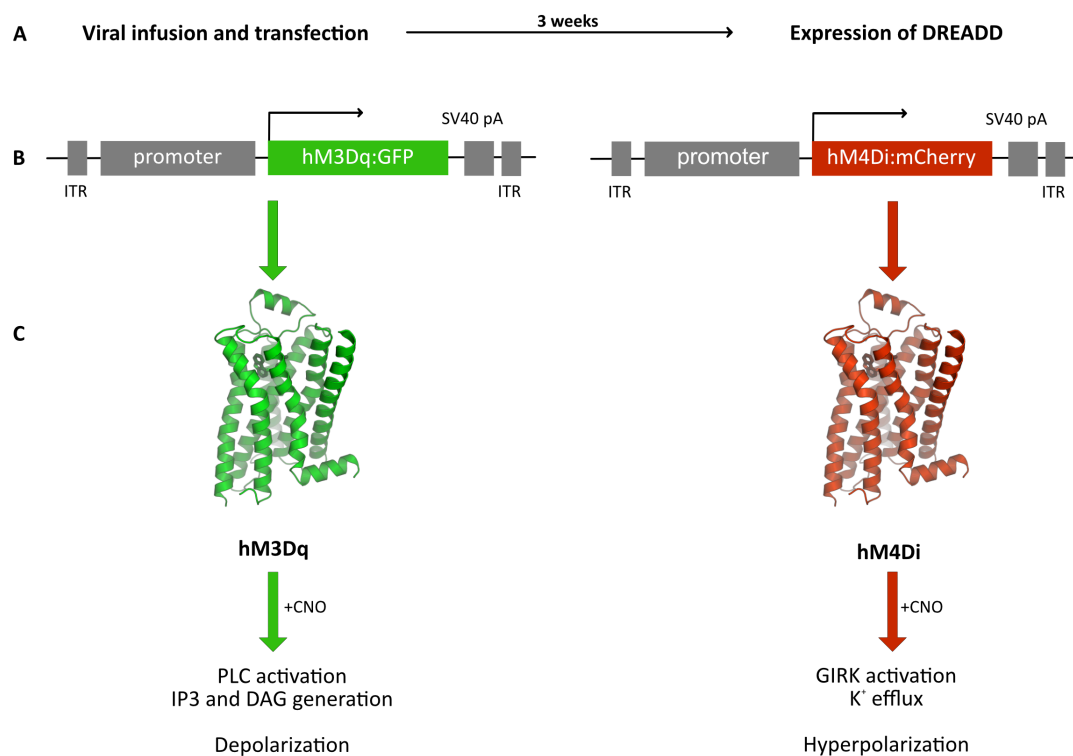 A Viral infusion and transfection 3 weeks Expression of DREADD
SV40 pA SV40 pA
B promoter hM3Dq:GFP promoter hM4Di:mCherry
ITR ITR ITR ITR
C
hM3Dq hM4Di
+CNO +CNO
PLC activation GIRK activation
IP3 and DAG generation K⁺ efflux
Depolarization Hyperpolarization